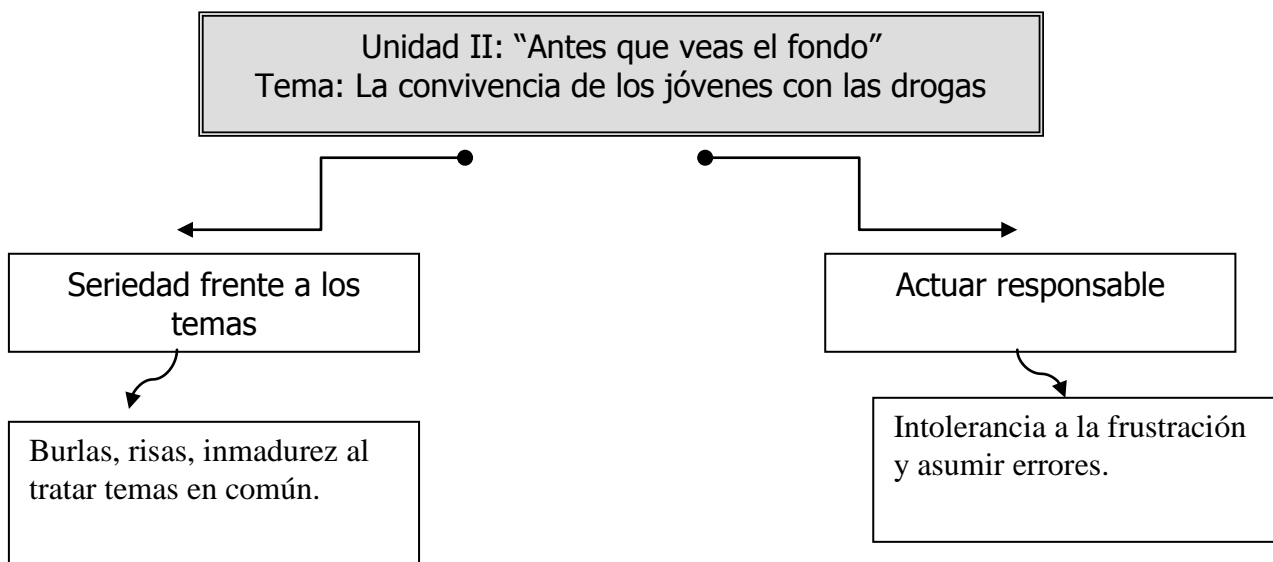 Unidad II: “Antes que veas el fondo”
Tema: La convivencia de los jóvenes con las drogas
Seriedad frente a los
temas
Actuar responsable
Burlas, risas, inmadurez al
tratar temas en común.
Intolerancia a la frustración
y asumir errores.